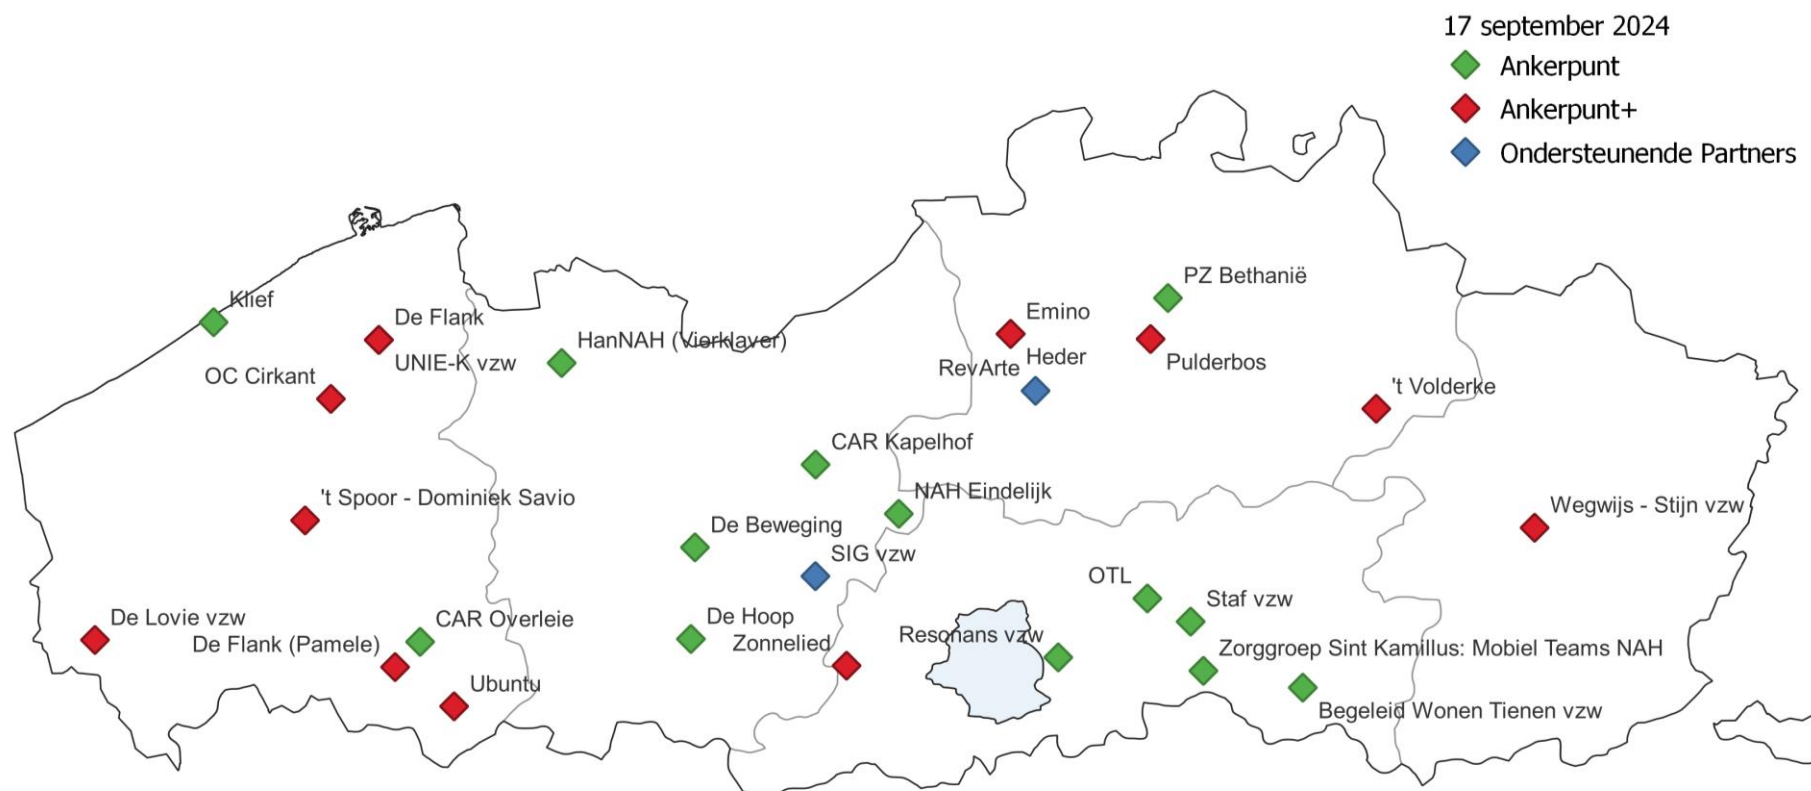 17 september 2024
Ankerpunt
Ankerpunt+
Ondersteunende Partners
PZ Bethanië
Klief
De Flank
Emino
HanNAH (Vierklaver)
UNIE-K vzw
Heder
RevArte
Pulderbos
OC Cirkant
't Volderke
CAR Kapelhof
NAH Eindelijk
't Spoor - Dominiek Savio
Wegwijs - Stijn vzw
De Beweging
SIG vzw
OTL
Staf vzw
De Lovie vzw
De Hoop
CAR Overleie
Resonans vzw
De Flank (Pamele)
Zonnelied
Zorggroep Sint Kamillus: Mobiel Teams NAH
Ubuntu
Begeleid Wonen Tienen vzw